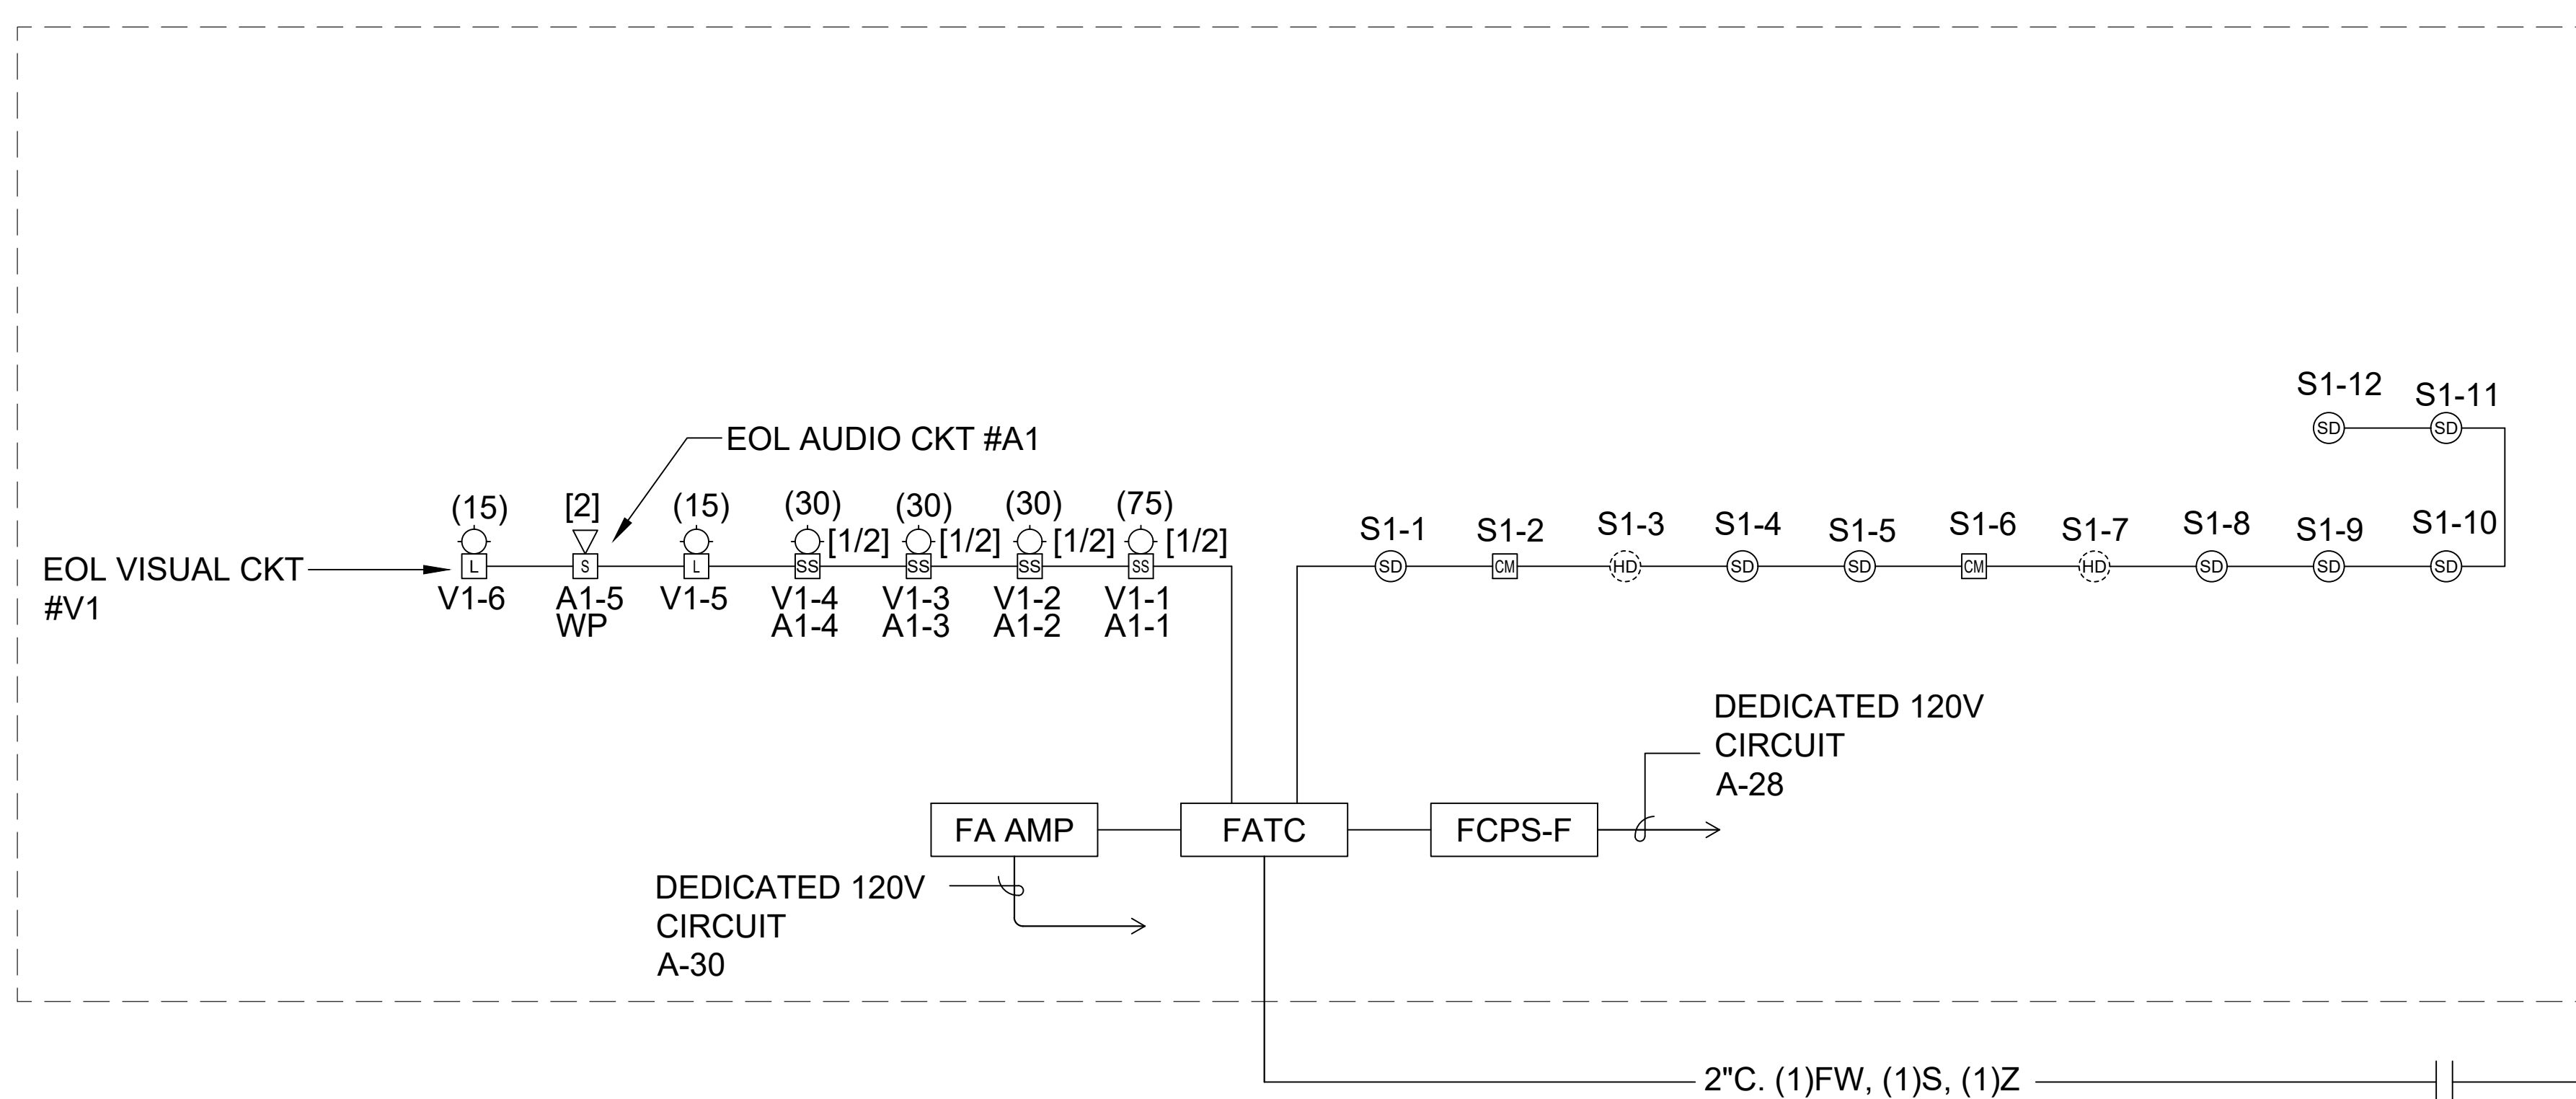 S1-12
S1-11
SD
SD
EOL AUDIO CKT #A1
(15)
[2]
(15)
(30)
(30)
(30)
(75)
[1/2]
[1/2]
[1/2]
[1/2]
L
S
L
SS
SS
SS
SS
EOL VISUAL CKT
#V1
V1-6
A1-5
WP
V1-5
V1-4
A1-4
V1-3
A1-3
V1-2
A1-2
V1-1
A1-1
S1-1
S1-2
S1-3
S1-4
S1-5
S1-6
S1-7
S1-8
S1-9
S1-10
SD
CM
HD
SD
SD
CM
HD
SD
SD
SD
DEDICATED 120V
CIRCUIT
A-28
FA AMP
FATC
FCPS-F
DEDICATED 120V
CIRCUIT
A-30
2"C. (1)FW, (1)S, (1)Z